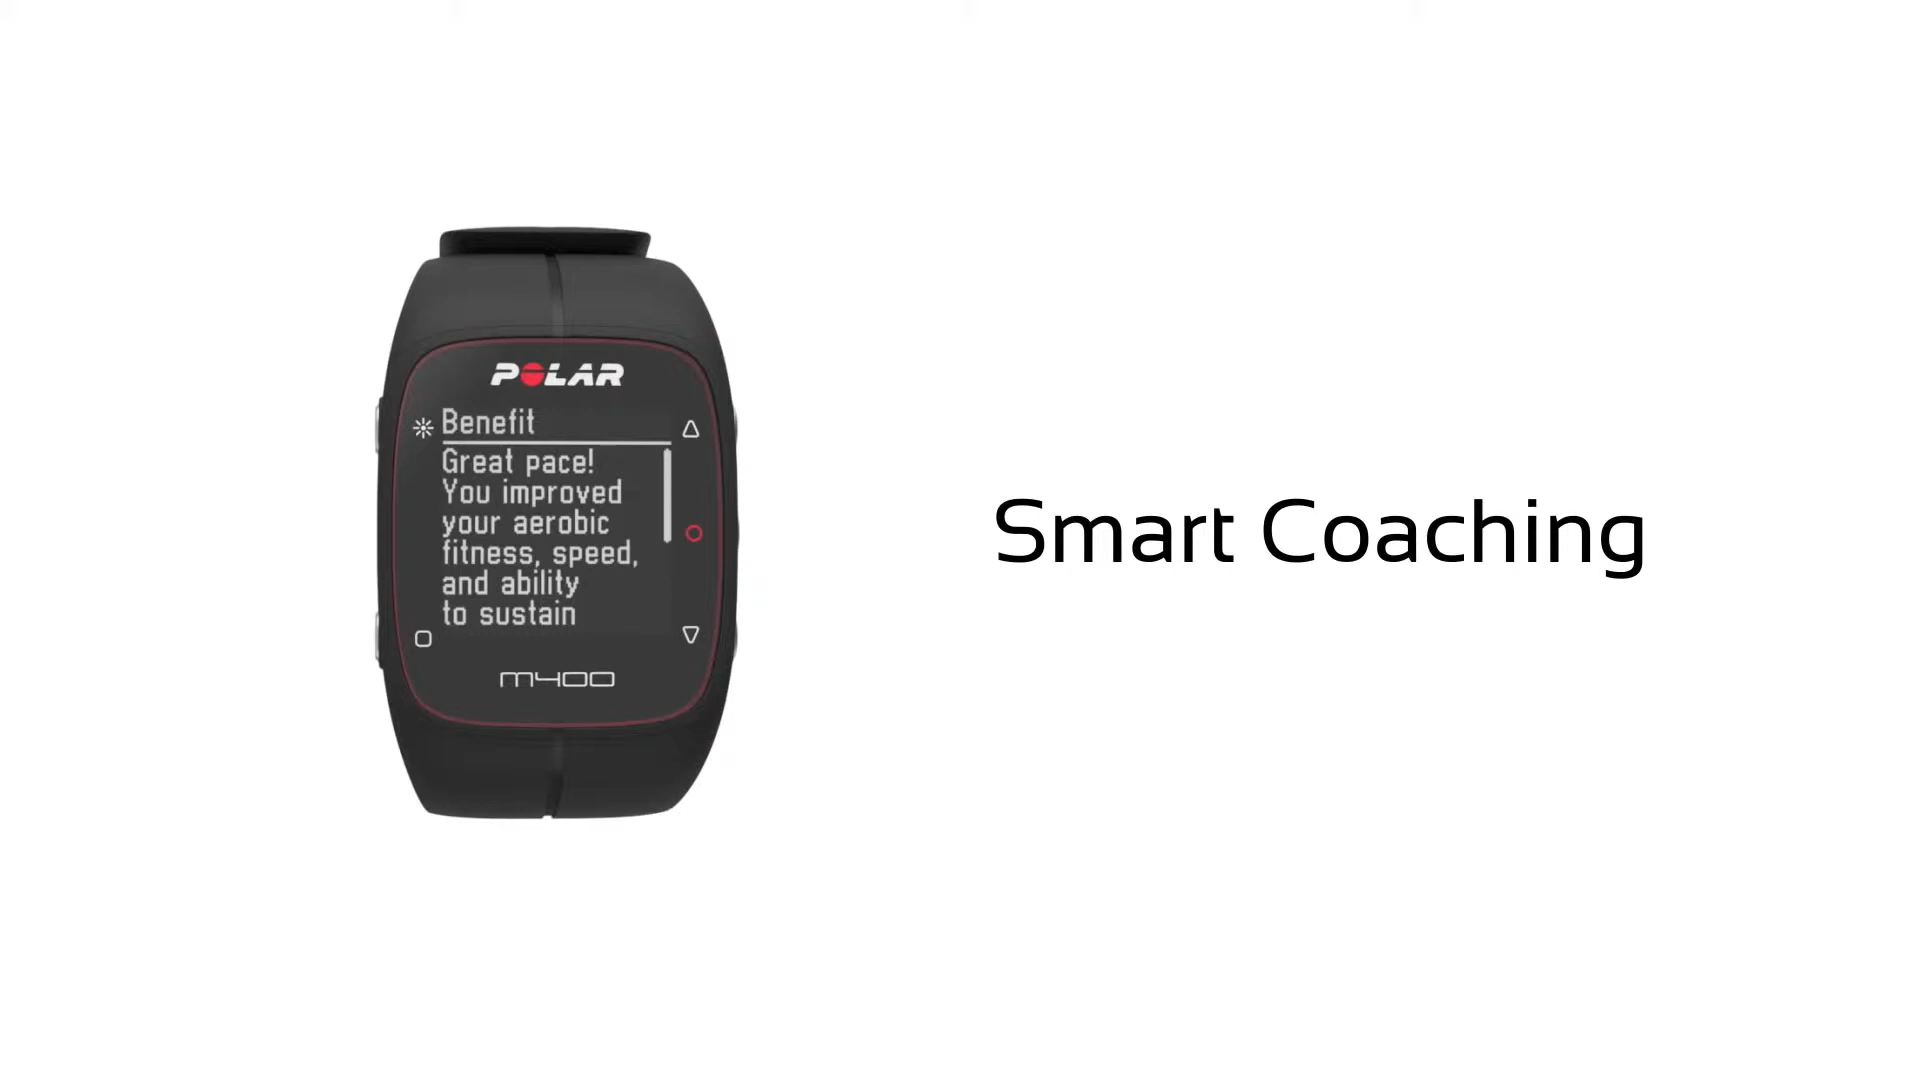 POLAR
Benefit
Great pace!
You improved
your aerobic
fitness, speed,
and ability
to sustain
M400
Smart Coaching